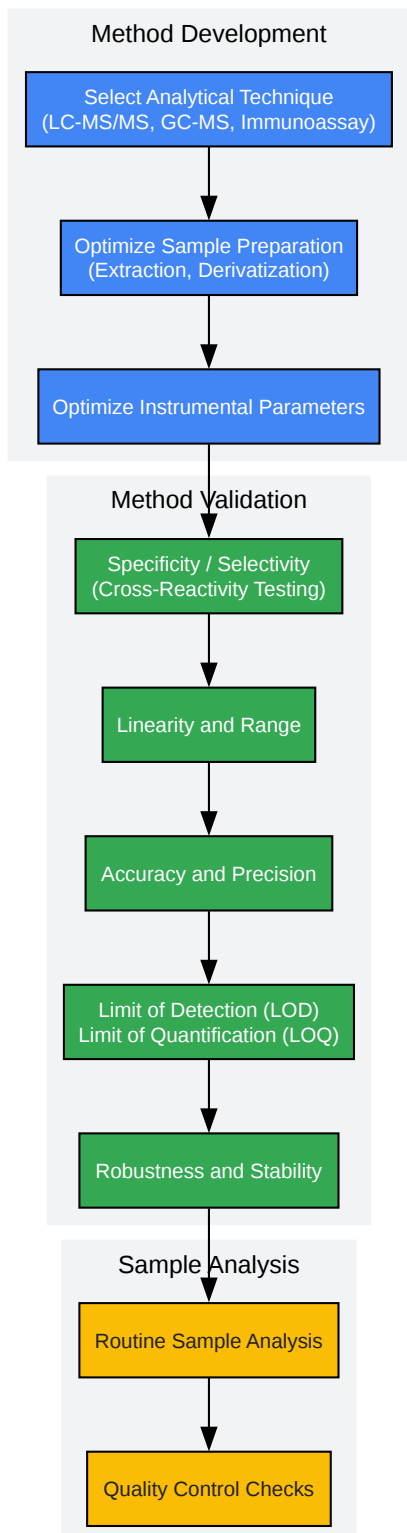 Method Development
Select Analytical Technique
(LC-MS/MS, GC-MS, Immunoassay)
Optimize Sample Preparation
(Extraction, Derivatization)
Optimize Instrumental Parameters
Method Validation
Specificity / Selectivity
(Cross-Reactivity Testing)
Linearity and Range
Accuracy and Precision
Limit of Detection (LOD)
Limit of Quantification (LOQ)
Robustness and Stability
Sample Analysis
Routine Sample Analysis
Quality Control Checks